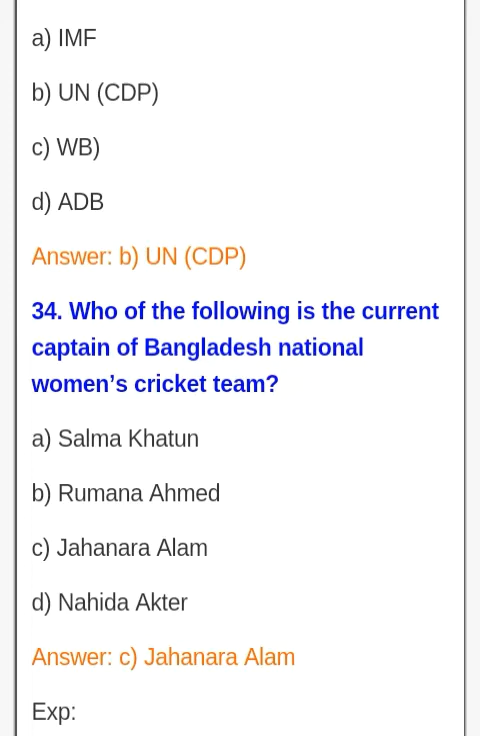 a) IMF
b) UN (CDP)
c) WB)
d) ADB
Answer: b) UN (CDP)
34. Who of the following is the current
captain of Bangladesh national
women’s cricket team?
a) Salma Khatun
b) Rumana Ahmed
c) Jahanara Alam
d) Nahida Akter
Answer: c) Jahanara Alam
Exp: